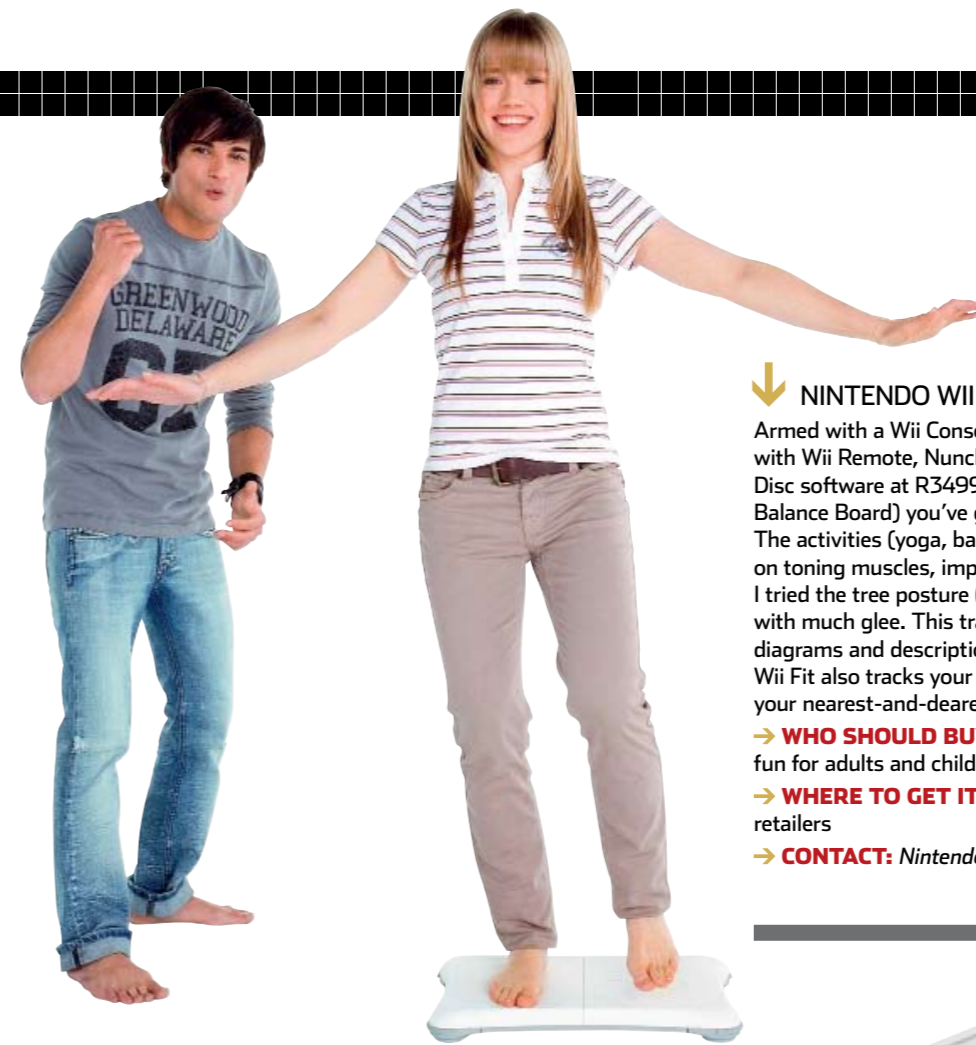 GREENWOOD
DELAWARE
NINTENDO WII
Armed with a Wii Conso
with Wii Remote, Nunch
Disc software at R3499
Balance Board) you've g
The activities (yoga, ba
on toning muscles, imp
I tried the tree posture (
with much glee. This tra
diagrams and descriptio
Wii Fit also tracks your
your nearest-and-deare
→ WHO SHOULD BU
fun for adults and child
→ WHERE TO GET IT
retailers
→ CONTACT: Nintendo